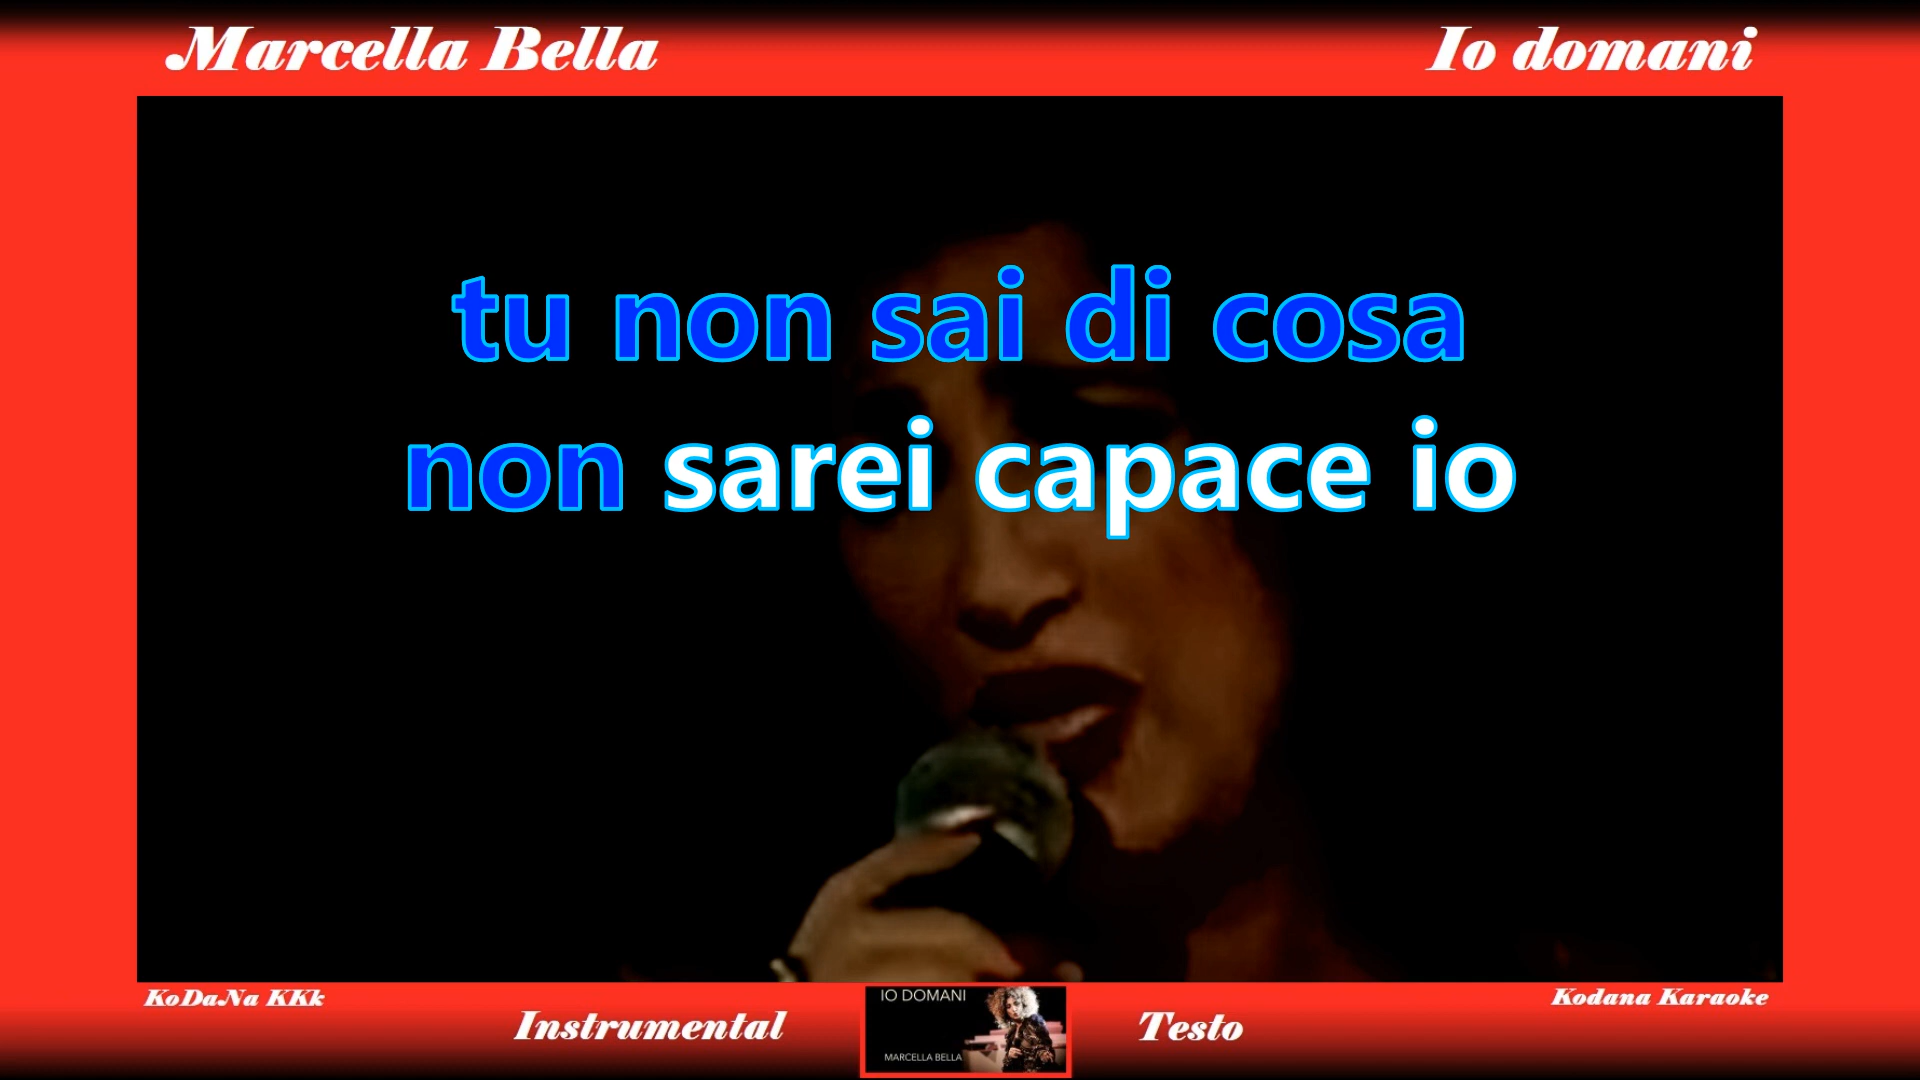 Marcella Bella
Io domani
tu non sai di cosa
non sarei capace io
KoDaNa KKk
Kodana Karaoke
Instrumental
IO DOMANI
MARCELLA BELLA
Testo